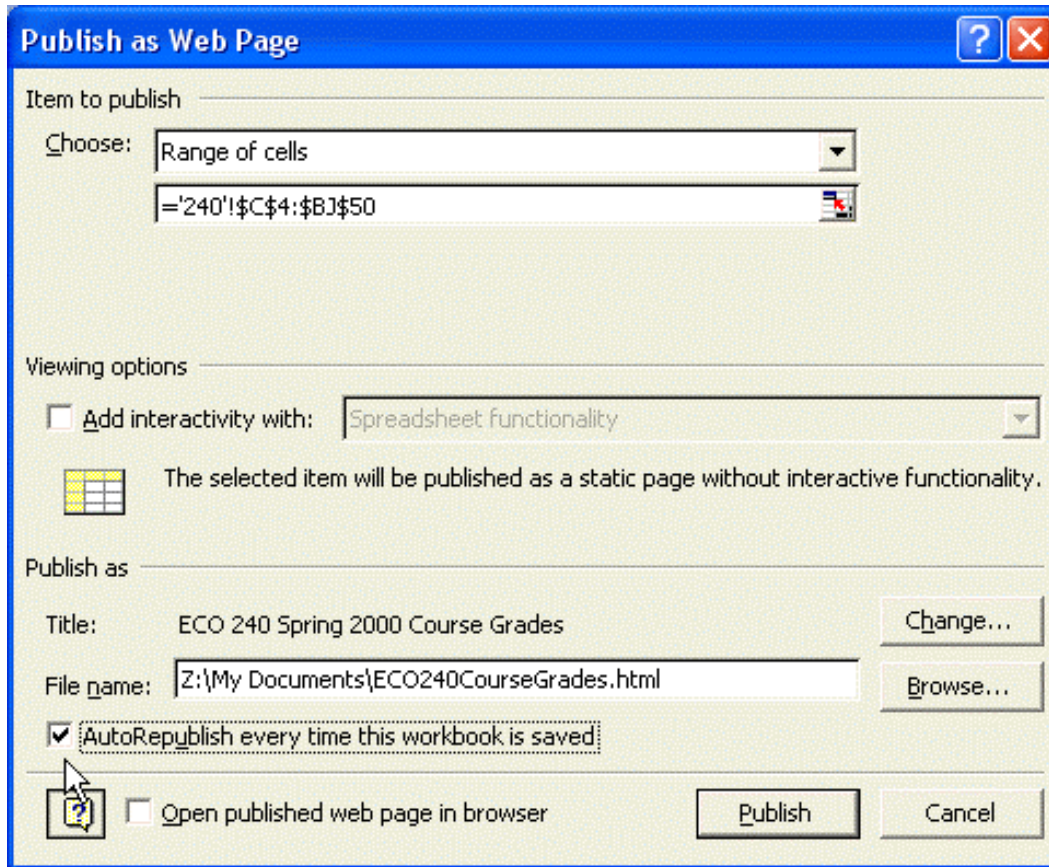 Publish as Web Page
Item to publish
Choose: Range of cells
='240'!$C$4:$BJ$50
Viewing options
Add interactivity with: Spreadsheet functionality
The selected item will be published as a static page without interactive functionality.
Publish as
Title: ECO 240 Spring 2000 Course Grades Change...
File name: Z:\My Documents\ECO240CourseGrades.html Browse...
AutoRepublish every time this workbook is saved
Open published web page in browser Publish Cancel